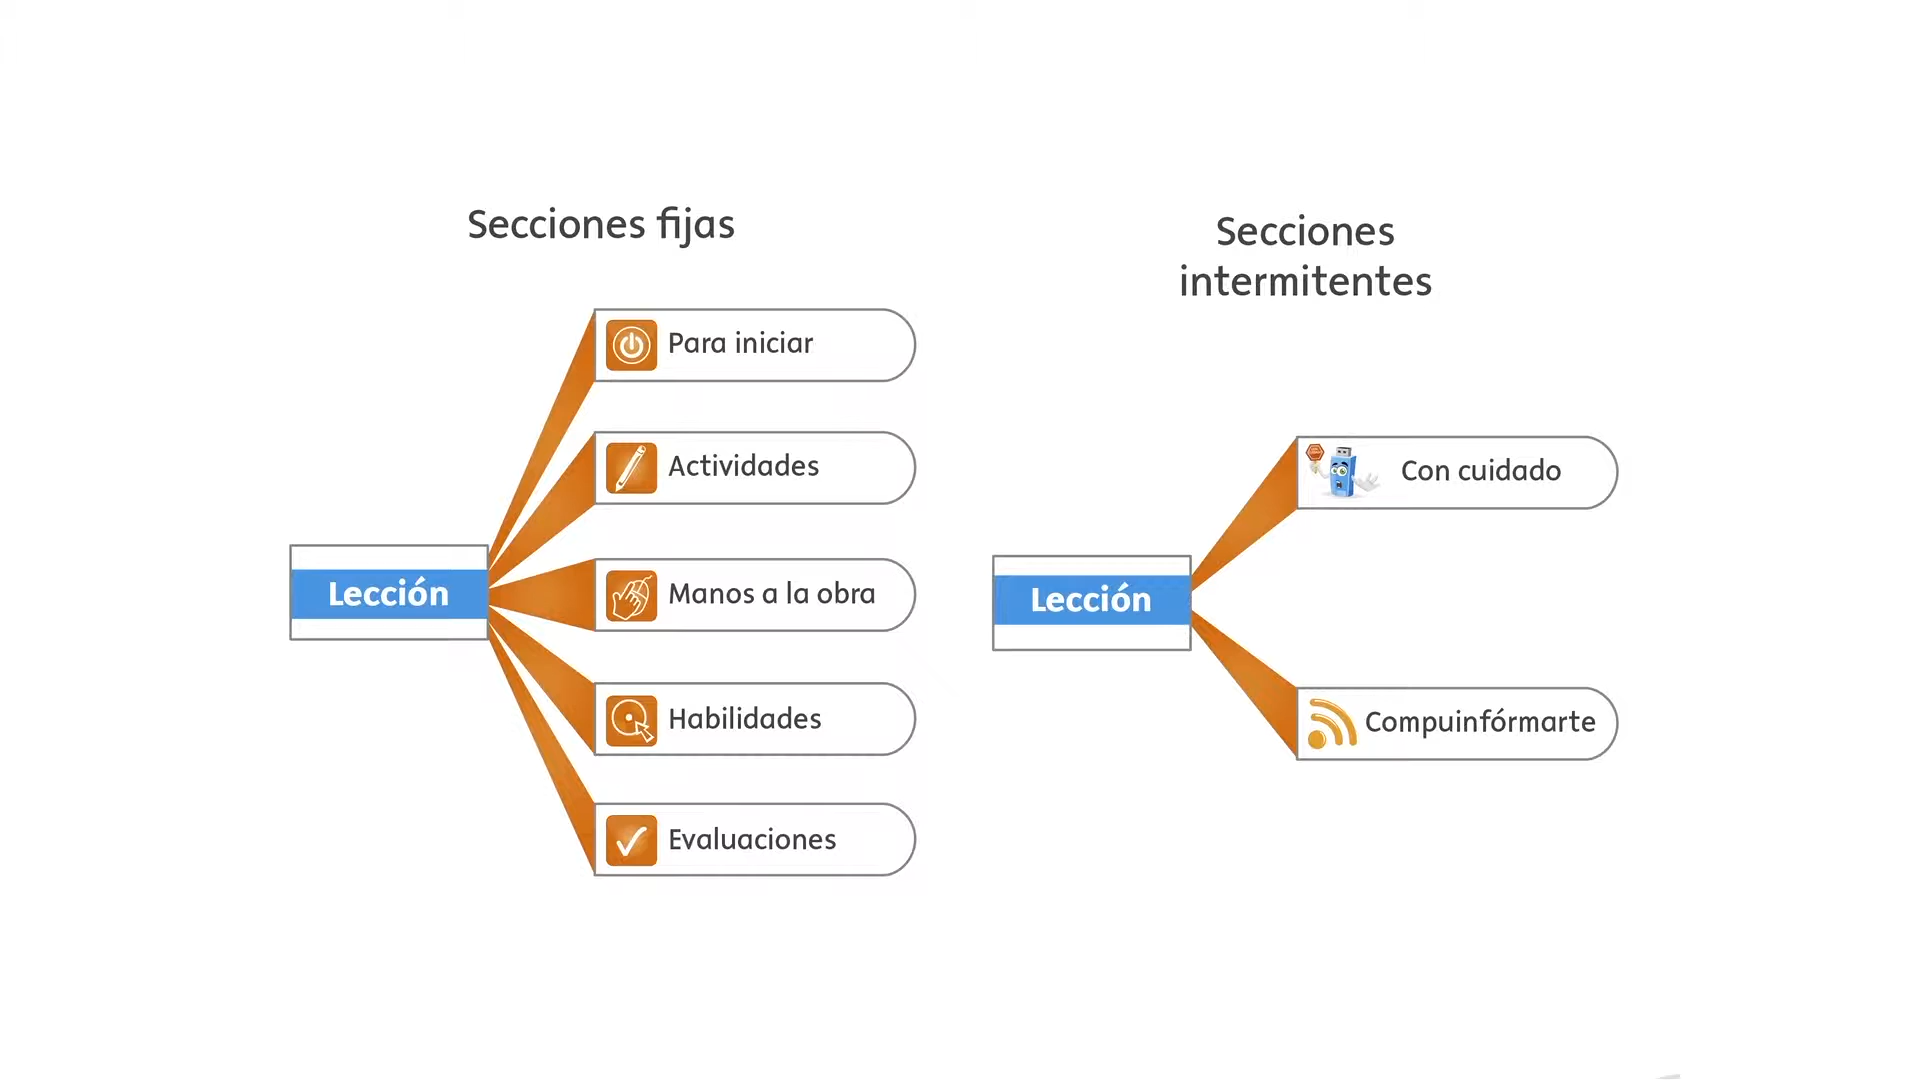 Secciones fijas
Para iniciar
Actividades
Manos a la obra
Lección
Habilidades
Evaluaciones
Secciones
intermitentes
Con cuidado
Lección
Compuinfórmarte